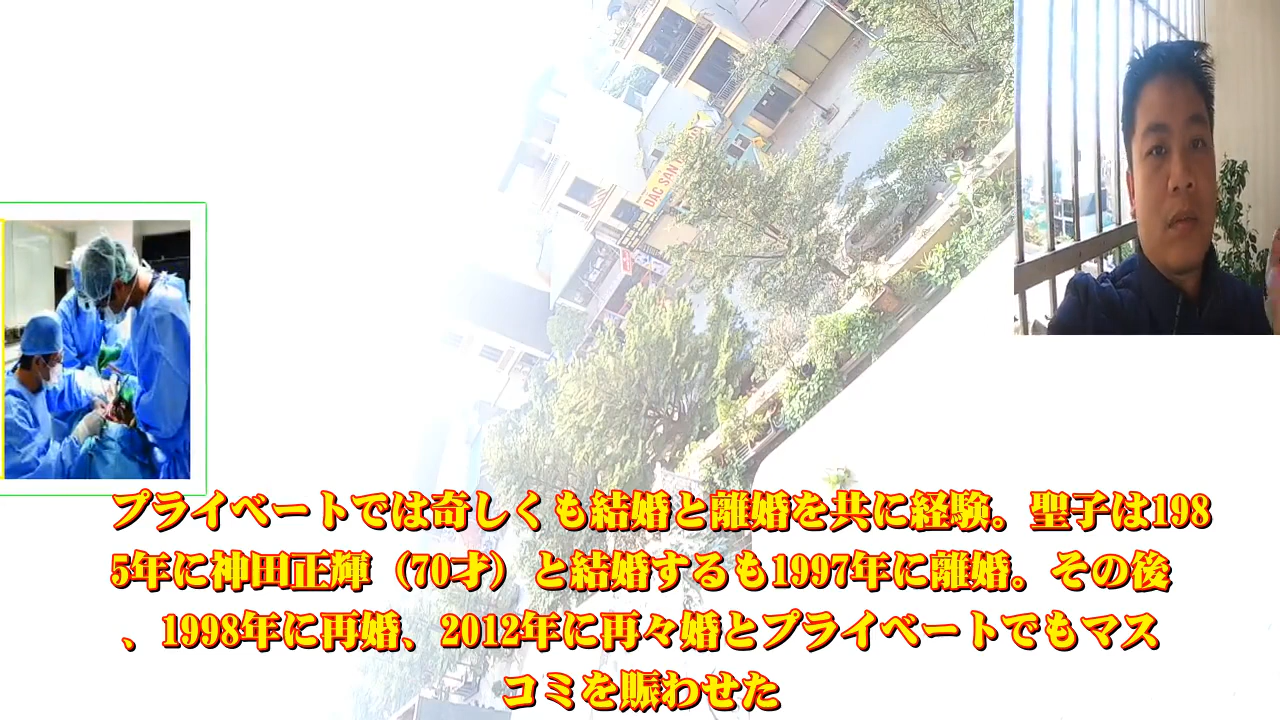 ĐẶC SẢN
プライベートでは奇しくも結婚と離婚を共に経験。聖子は198
5年に神田正輝（70才）と結婚するも1997年に離婚。その後
、1998年に再婚、2012年に再々婚とプライベートでもマス
コミを賑わせた